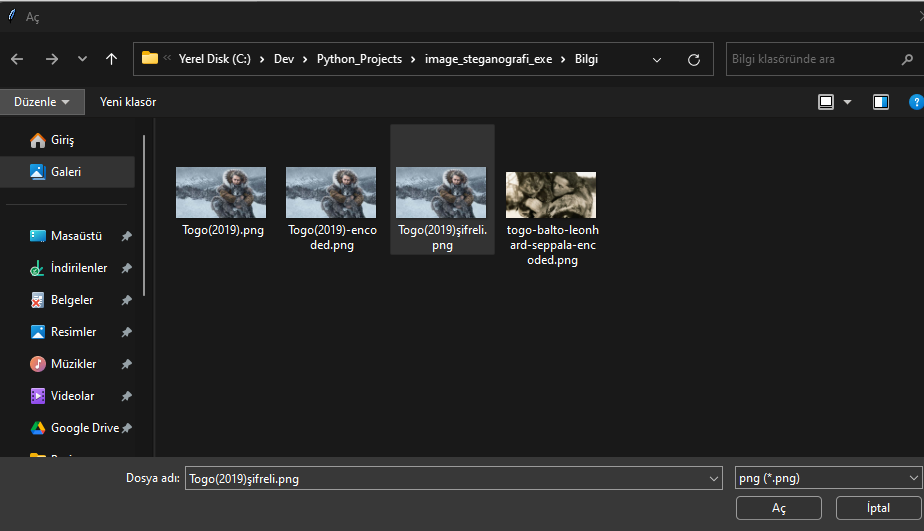 Aç
Yerel Disk (C:) > Dev > Python_Projects > image_steganografi_exe > Bilgi
Bilgi klasöründe ara
Düzenle
Yeni klasör
Giriş
Galeri
Masaüstü
İndirilenler
Belgeler
Resimler
Müzikler
Videolar
Google Drive
Togo(2019).png
Togo(2019)-enco
ded.png
Togo(2019)şifreli.
png
togo-balto-leonh
ard-seppala-enc
oded.png
Dosya adı: Togo(2019)şifreli.png
png (*.png)
Aç
İptal